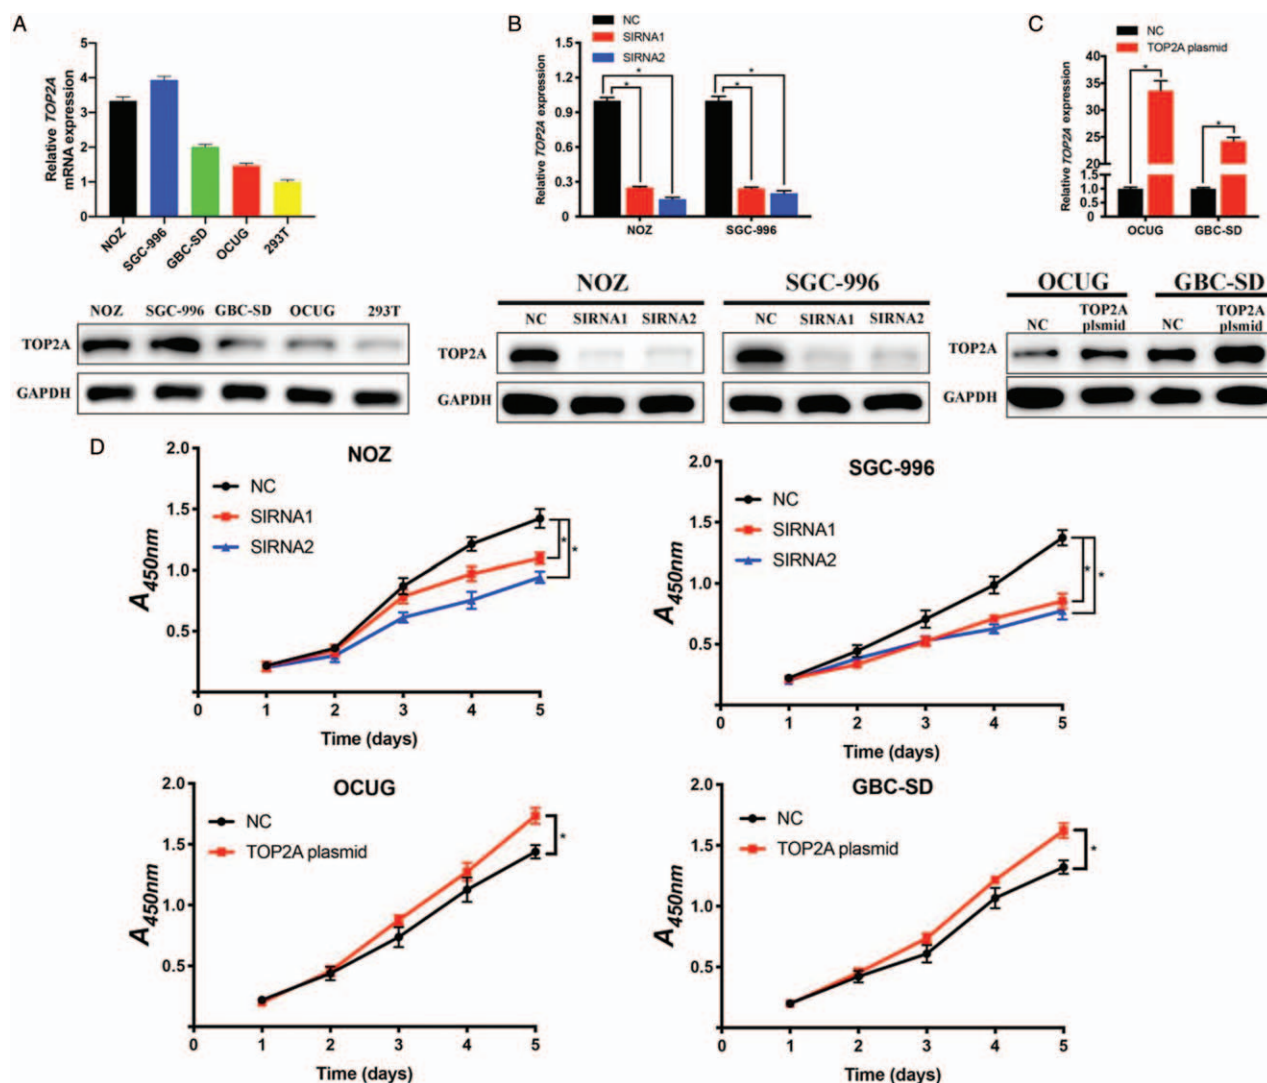 A
Relative TOP2A
mRNA expression
5
4
3
2
1
0
NOZ
SGC-996
GBC-SD
OCUG
293T
NOZ SGC-996 GBC-SD OCUG 293T
TOP2A
GAPDH
B
NC
SIRNA1
SIRNA2
Relative TOP2A expression
1.5
1.2
0.9
0.6
0.3
0
* * * *
NOZ SGC-996
NOZ SGC-996
NC SIRNA1 SIRNA2 NC SIRNA1 SIRNA2
TOP2A
GAPDH
C
NC
TOP2A plasmid
Relative TOP2A expression
40
35
30
25
20
1.5
1.0
0.5
0
* *
OCUG GBC-SD
OCUG GBC-SD
NC TOP2A plsmid NC TOP2A plasmid
TOP2A
GAPDH
D
NOZ
NC
SIRNA1
SIRNA2
A450nm
2.0
1.5
1.0
0.5
* *
0 1 2 3 4 5
Time (days)
SGC-996
NC
SIRNA1
SIRNA2
A450nm
2.0
1.5
1.0
0.5
* *
0 1 2 3 4 5
Time (days)
OCUG
NC
TOP2A plasmid
A450nm
2.0
1.5
1.0
0.5
*
0 1 2 3 4 5
Time (days)
GBC-SD
NC
TOP2A plasmid
A450nm
2.0
1.5
1.0
0.5
*
0 1 2 3 4 5
Time (days)